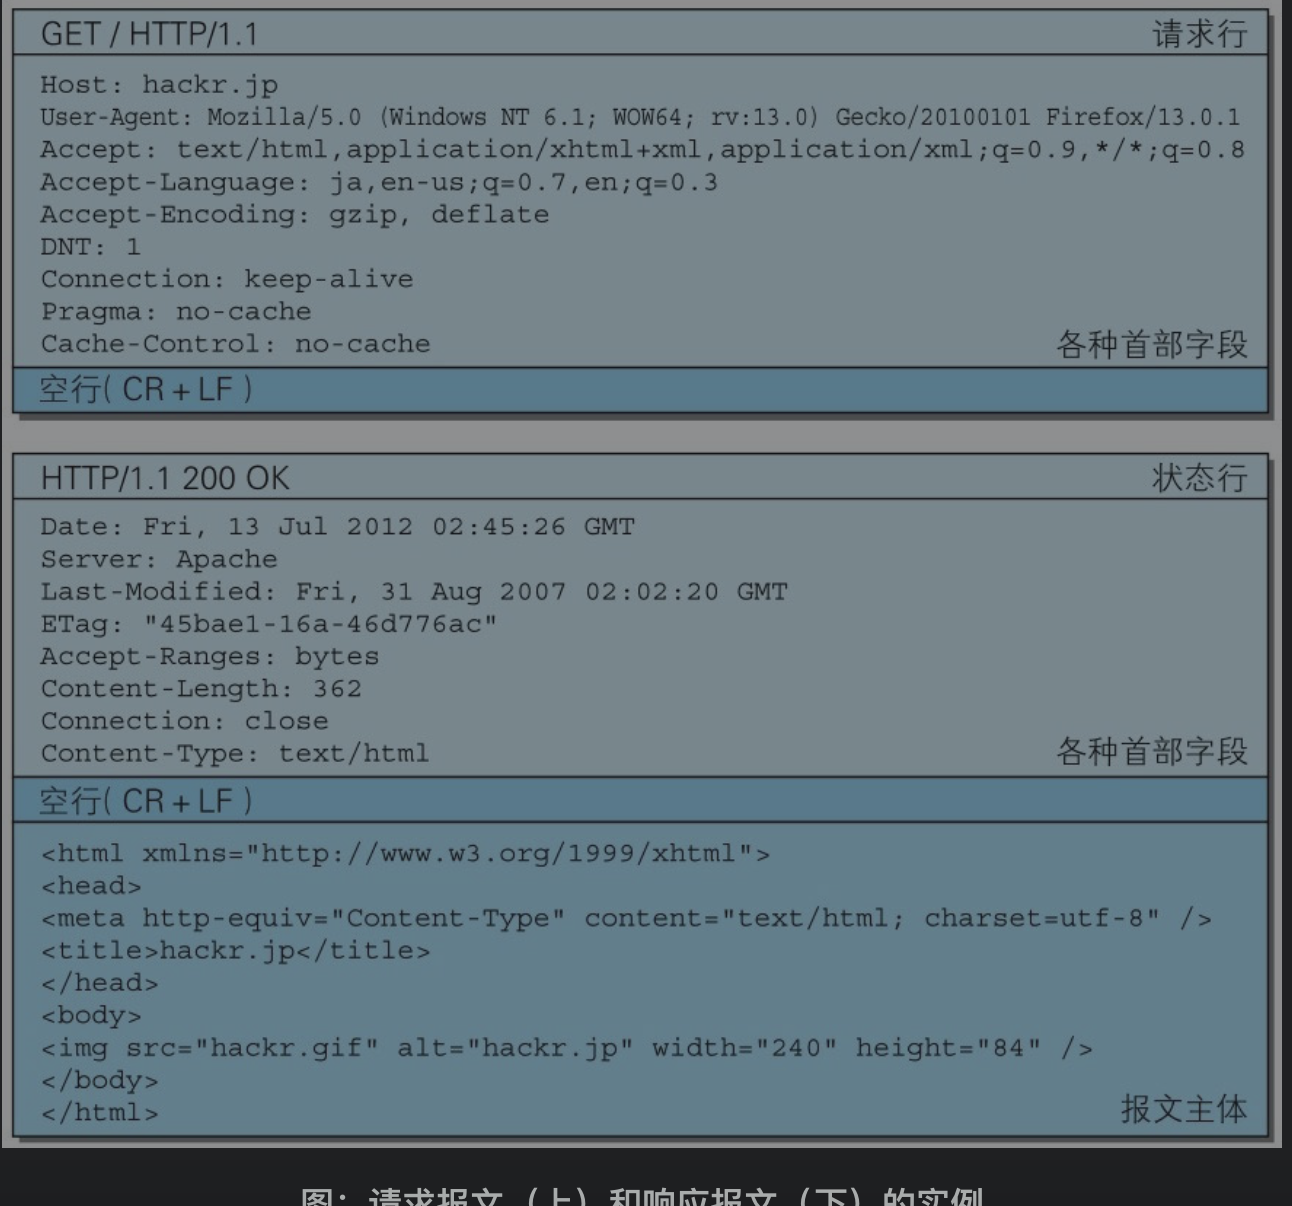 GET / HTTP/1.1 请求行
Host: hackr.jp
User-Agent: Mozilla/5.0 (Windows NT 6.1; WOW64; rv:13.0) Gecko/20100101 Firefox/13.0.1
Accept: text/html,application/xhtml+xml,application/xml;q=0.9,*/*;q=0.8
Accept-Language: ja,en-us;q=0.7,en;q=0.3
Accept-Encoding: gzip, deflate
DNT: 1
Connection: keep-alive
Pragma: no-cache
Cache-Control: no-cache 各种首部字段
空行( CR + LF )
HTTP/1.1 200 OK 状态行
Date: Fri, 13 Jul 2012 02:45:26 GMT
Server: Apache
Last-Modified: Fri, 31 Aug 2007 02:02:20 GMT
ETag: "45bae1-16a-46d776ac"
Accept-Ranges: bytes
Content-Length: 362
Connection: close
Content-Type: text/html 各种首部字段
空行( CR + LF )
<html xmlns="http://www.w3.org/1999/xhtml">
<head>
<meta http-equiv="Content-Type" content="text/html; charset=utf-8" />
<title>hackr.jp</title>
</head>
<body>
<img src="hackr.gif" alt="hackr.jp" width="240" height="84" />
</body>
</html> 报文主体
图：请求报文（上）和响应报文（下）的实例